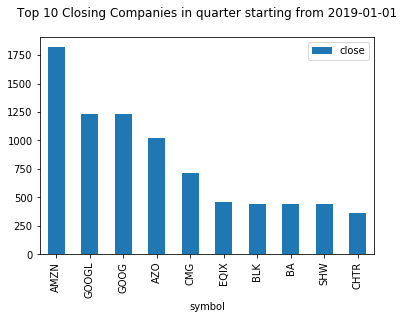 Top 10 Closing Companies in quarter starting from 2019-01-01
close
1750
1500
1250
1000
750
500
250
0
AMZN
GOOGL
GOOG
AZO
CMG
EQIX
BLK
BA
SHW
CHTR
symbol